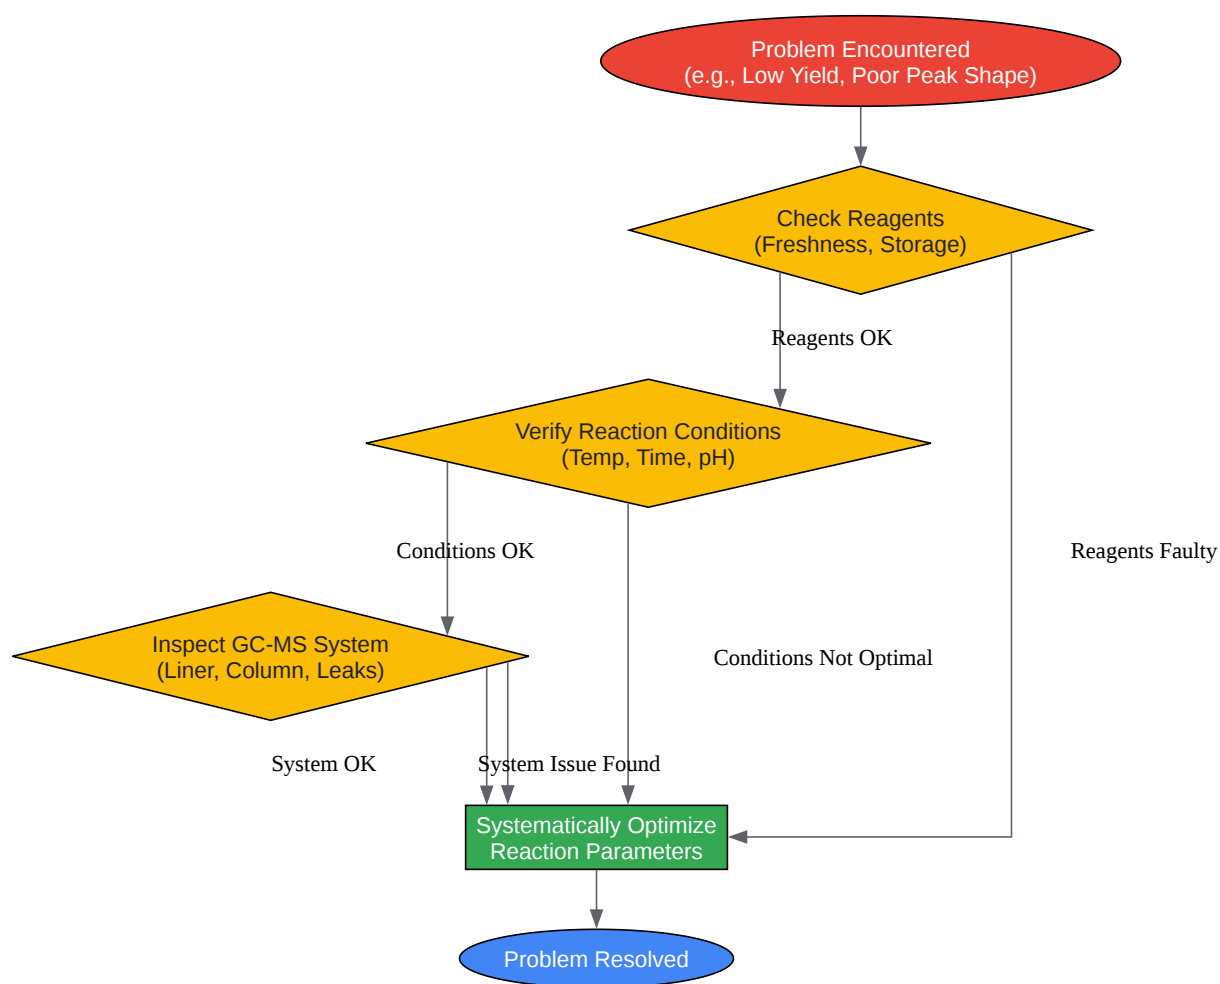 Problem Encountered
(e.g., Low Yield, Poor Peak Shape)
Check Reagents
(Freshness, Storage)
Reagents OK
Verify Reaction Conditions
(Temp, Time, pH)
Conditions OK
Reagents Faulty
Inspect GC-MS System
(Liner, Column, Leaks)
Conditions Not Optimal
System OK
System Issue Found
Systematically Optimize
Reaction Parameters
Problem Resolved